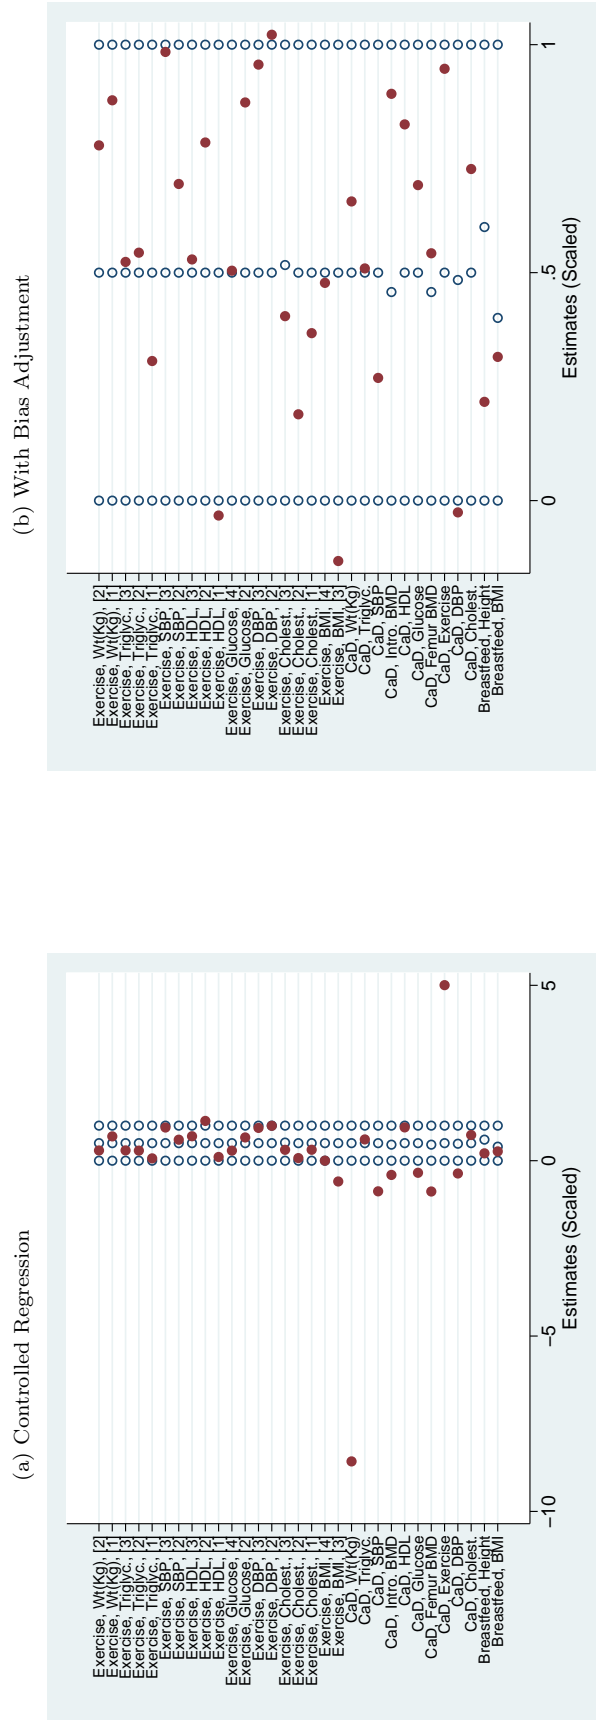 (a) Controlled Regression
Exercise, Wt(Kg), [2]
Exercise, Wt(Kg), [1]
Exercise, Triglyc., [3]
Exercise, Triglyc., [2]
Exercise, Triglyc., [1]
Exercise, SBP, [3]
Exercise, SBP, [2]
Exercise, HDL, [3]
Exercise, HDL, [2]
Exercise, HDL, [1]
Exercise, Glucose, [4]
Exercise, Glucose, [2]
Exercise, DBP, [3]
Exercise, DBP, [2]
Exercise, Cholest., [3]
Exercise, Cholest., [2]
Exercise, Cholest., [1]
Exercise, BMI, [4]
Exercise, BMI, [3]
CaD, Wt(Kg)
CaD, Triglyc.
CaD, SBP
CaD, Intro. BMD
CaD, HDL
CaD, Glucose
CaD, Femur BMD
CaD, Exercise
CaD, DBP
CaD, Cholest.
Breastfeed, Height
Breastfeed, BMI
-10 -5 0 5
Estimates (Scaled)
(b) With Bias Adjustment
Exercise, Wt(Kg), [2]
Exercise, Wt(Kg), [1]
Exercise, Triglyc., [3]
Exercise, Triglyc., [2]
Exercise, Triglyc., [1]
Exercise, SBP, [3]
Exercise, SBP, [2]
Exercise, HDL, [3]
Exercise, HDL, [2]
Exercise, HDL, [1]
Exercise, Glucose, [4]
Exercise, Glucose, [2]
Exercise, DBP, [3]
Exercise, DBP, [2]
Exercise, Cholest., [3]
Exercise, Cholest., [2]
Exercise, Cholest., [1]
Exercise, BMI, [4]
Exercise, BMI, [3]
CaD, Wt(Kg)
CaD, Triglyc.
CaD, SBP
CaD, Intro. BMD
CaD, HDL
CaD, Glucose
CaD, Femur BMD
CaD, Exercise
CaD, DBP
CaD, Cholest.
Breastfeed, Height
Breastfeed, BMI
0 .5 1
Estimates (Scaled)